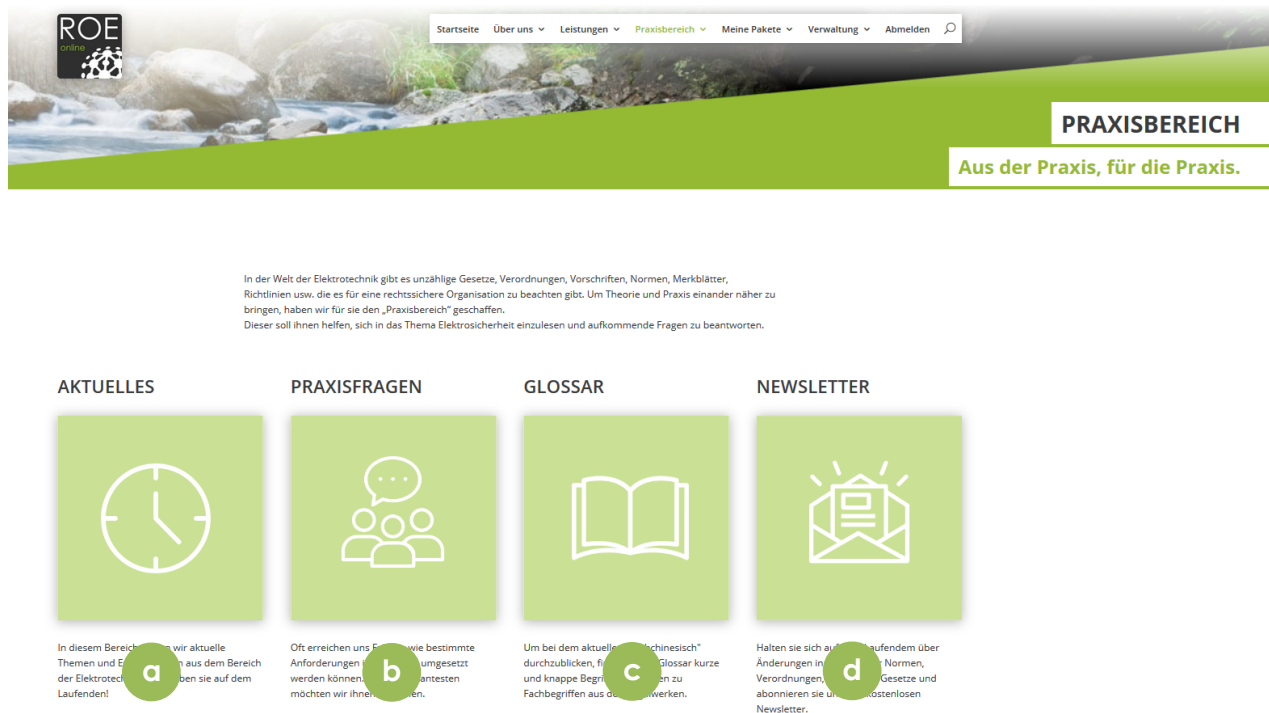 ROE
online
Startseite Über uns Leistungen Praxisbereich Meine Pakete Verwaltung Abmelden
PRAXISBEREICH
Aus der Praxis, für die Praxis.
In der Welt der Elektrotechnik gibt es unzählige Gesetze, Verordnungen, Vorschriften, Normen, Merkblätter,
Richtlinien usw. die es für eine rechtssichere Organisation zu beachten gibt. Um Theorie und Praxis einander näher zu
bringen, haben wir für sie den „Praxisbereich“ geschaffen.
Dieser soll ihnen helfen, sich in das Thema Elektrosicherheit einzulesen und aufkommende Fragen zu beantworten.
AKTUELLES
In diesem Bereich wir aktuelle
Themen und aus dem Bereich
der sie auf dem
Laufenden!
a
PRAXISFRAGEN
Oft erreichen uns wie bestimmte
Anforderungen umgesetzt
werden können.
möchten wir
b
GLOSSAR
Um bei dem
durchzublicken, Glossar kurze
und knappe zu
Fachbegriffen aus
c
NEWSLETTER
Halten sie sich Laufendem über
Änderungen in Normen,
Verordnungen, Gesetze und
abonnieren sie kostenlosen
Newsletter.
d